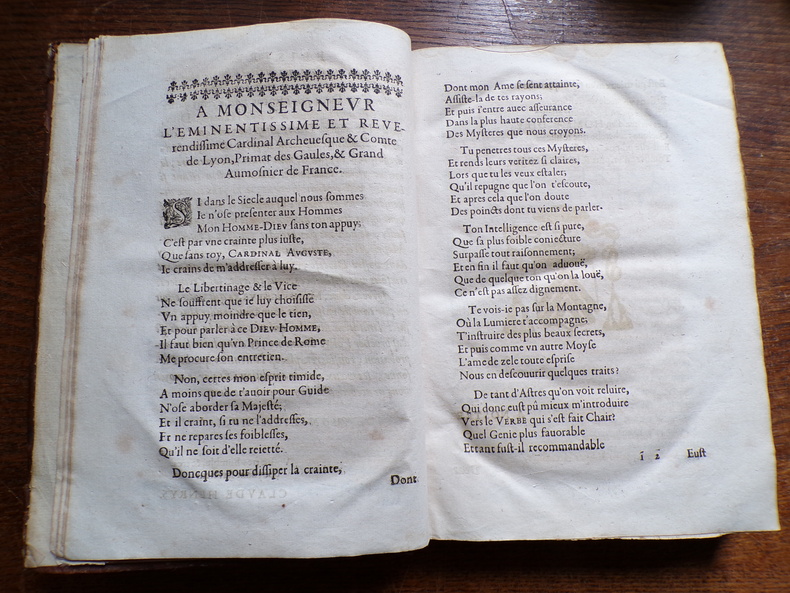 A MONSEIGNEVR
L'EMINENTISSIME ET REVE-
rendissime Cardinal Archeuesque & Comte
de Lyon, Primat des Gaules, & Grand
Aumosnier de France.
SI dans le Siecle auquel nous sommes
Ie n'ose presenter aux Hommes
Mon HOMME-DIEV sans ton appuy;
C'est par vne crainte plus iuste,
Que sans toy, CARDINAL AVGVSTE,
Ie crains de m'addresser à luy.
Le Libertinage & le Vice
Ne souffrent que ie luy choisisse
Vn appuy moindre que le tien,
Et pour parler à ce DIEV-HOMME,
Il faut bien qu'vn Prince de Rome
Me procure son entretien.
Non, certes mon esprit timide,
A moins que de t'auoir pour Guide
N'ose aborder sa Majesté;
Et il craint, si tu ne l'addresses,
Et ne repares ses foiblesses,
Qu'il ne soit d'elle reietté.
Doncques pour dissiper la crainte,
Dont
Dont mon Ame se sent attainte,
Assiste-la de tes rayons;
Et puis i'entre auec asseurance
Dans la plus haute conference
Des Mysteres que nous croyons.
Tu penetres tous ces Mysteres,
Et rends leurs veritez si claires,
Lors que tu les veux estaler;
Qu'il repugne que l'on t'escoute,
Et apres cela que l'on doute
Des poincts dont tu viens de parler.
Ton Intelligence est si pure,
Que sa plus foible coniecture
Surpasse tout raisonnement;
Et en fin il faut qu'on aduouë,
Que de quelque ton qu'on la louë,
Ce n'est pas assez dignement.
Te vois-ie pas sur la Montagne,
Où la Lumiere t'accompagne;
T'instruire des plus beaux secrets,
Et puis comme vn autre Moyse
L'ame de zele toute esprise
Nous en descouurir quelques traits?
De tant d'Astres qu'on voit reluire,
Qui donc eust pû mieux m'introduire
Vers le VERBE qui s'est fait Chair?
Quel Genie plus fauorable
Et tant fust-il recommandable
ĩ 2 Eust